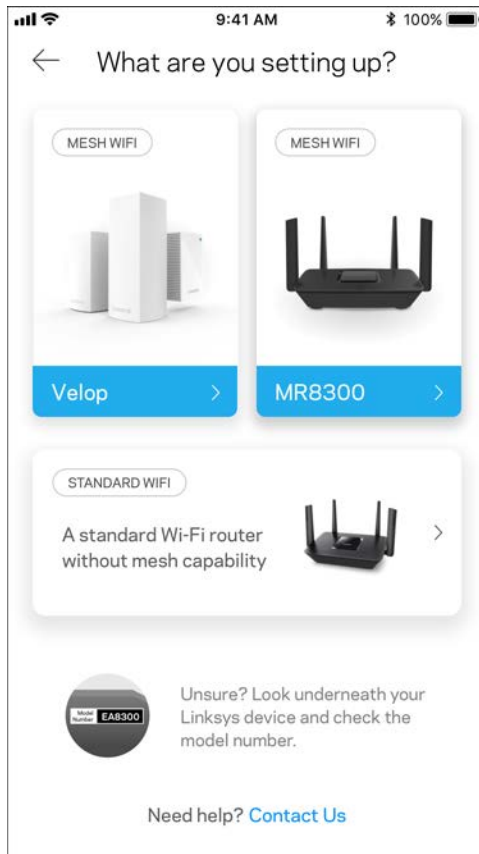 9:41 AM
100%
What are you setting up?
MESH WIFI
MESH WIFI
Velop
MR8300
STANDARD WIFI
A standard Wi-Fi router
without mesh capability
Model
Number
EA8300
Unsure? Look underneath your
Linksys device and check the
model number.
Need help? Contact Us